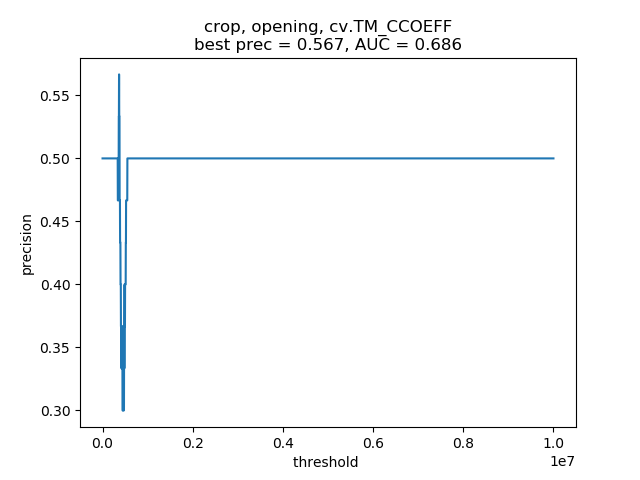 crop, opening, cv.TM_CCOEFF
best prec = 0.567, AUC = 0.686
0.55
0.50
0.45
0.40
0.35
0.30
precision
0.0 0.2 0.4 0.6 0.8 1.0
1e7
threshold